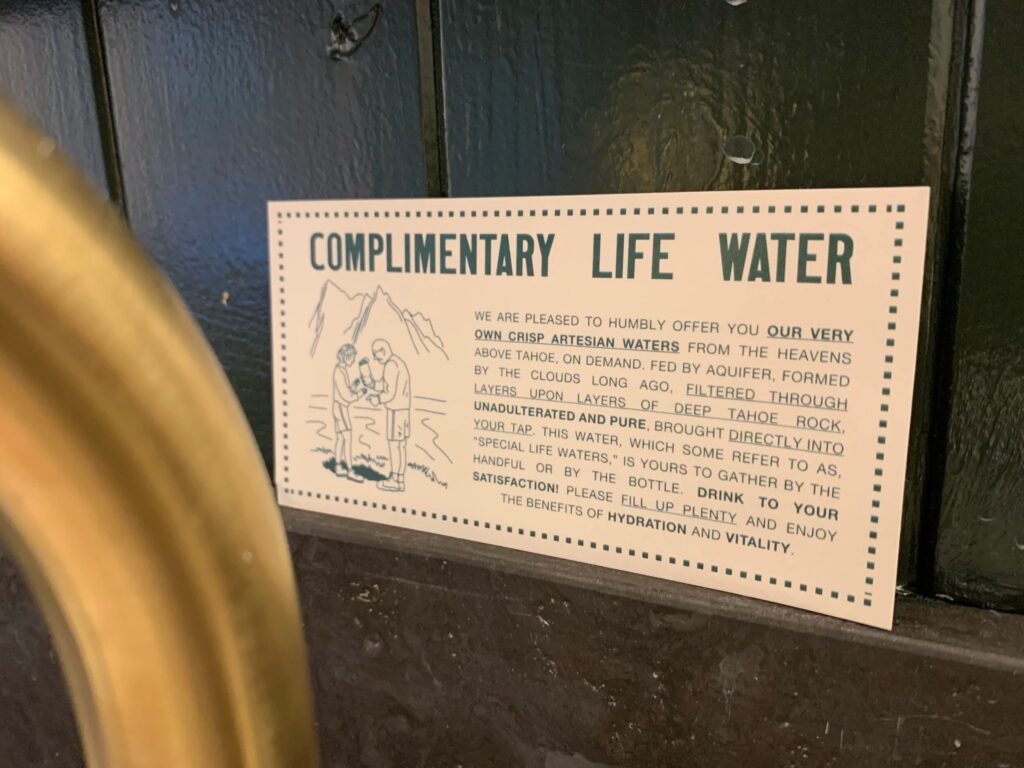 COMPLIMENTARY LIFE WATER
WE ARE PLEASED TO HUMBLY OFFER YOU OUR VERY
OWN CRISP ARTESIAN WATERS FROM THE HEAVENS
ABOVE TAHOE, ON DEMAND. FED BY AQUIFER, FORMED
BY THE CLOUDS LONG AGO, FILTERED THROUGH
LAYERS UPON LAYERS OF DEEP TAHOE ROCK,
UNADULTERATED AND PURE, BROUGHT DIRECTLY INTO
YOUR TAP. THIS WATER, WHICH SOME REFER TO AS,
"SPECIAL LIFE WATERS," IS YOURS TO GATHER BY THE
HANDFUL OR BY THE BOTTLE. DRINK TO YOUR
SATISFACTION! PLEASE FILL UP PLENTY AND ENJOY
THE BENEFITS OF HYDRATION AND VITALITY.